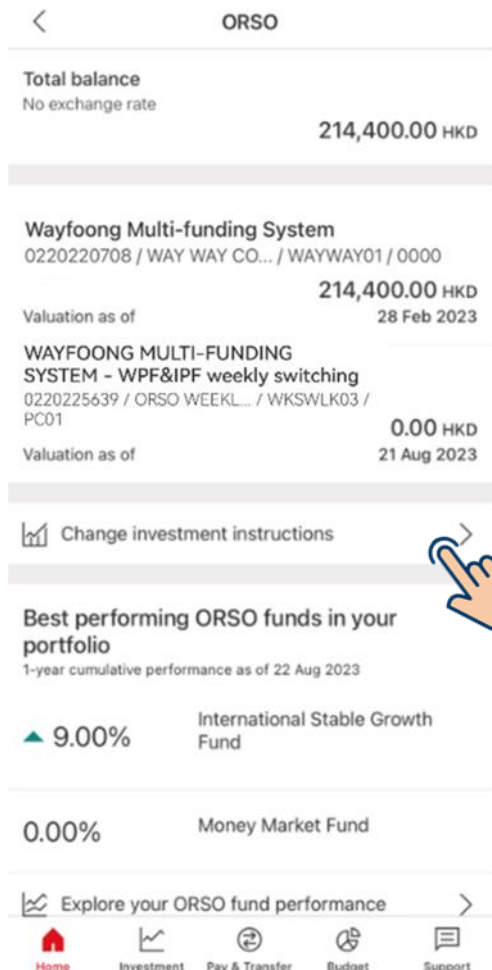 ORSO
Total balance
No exchange rate
214,400.00 HKD
Wayfoong Multi-funding System
0220220708 / WAY WAY CO... / WAYWAY01 / 0000
214,400.00 HKD
Valuation as of 28 Feb 2023
WAYFOONG MULTI-FUNDING
SYSTEM – WPF&IPF weekly switching
0220225639 / ORSO WEEKL... / WKSWLK03 /
PC01
0.00 HKD
Valuation as of 21 Aug 2023
Change investment instructions
Best performing ORSO funds in your
portfolio
1-year cumulative performance as of 22 Aug 2023
9.00% International Stable Growth
Fund
0.00% Money Market Fund
Explore your ORSO fund performance
Home Investment Pay & Transfer Budget Support